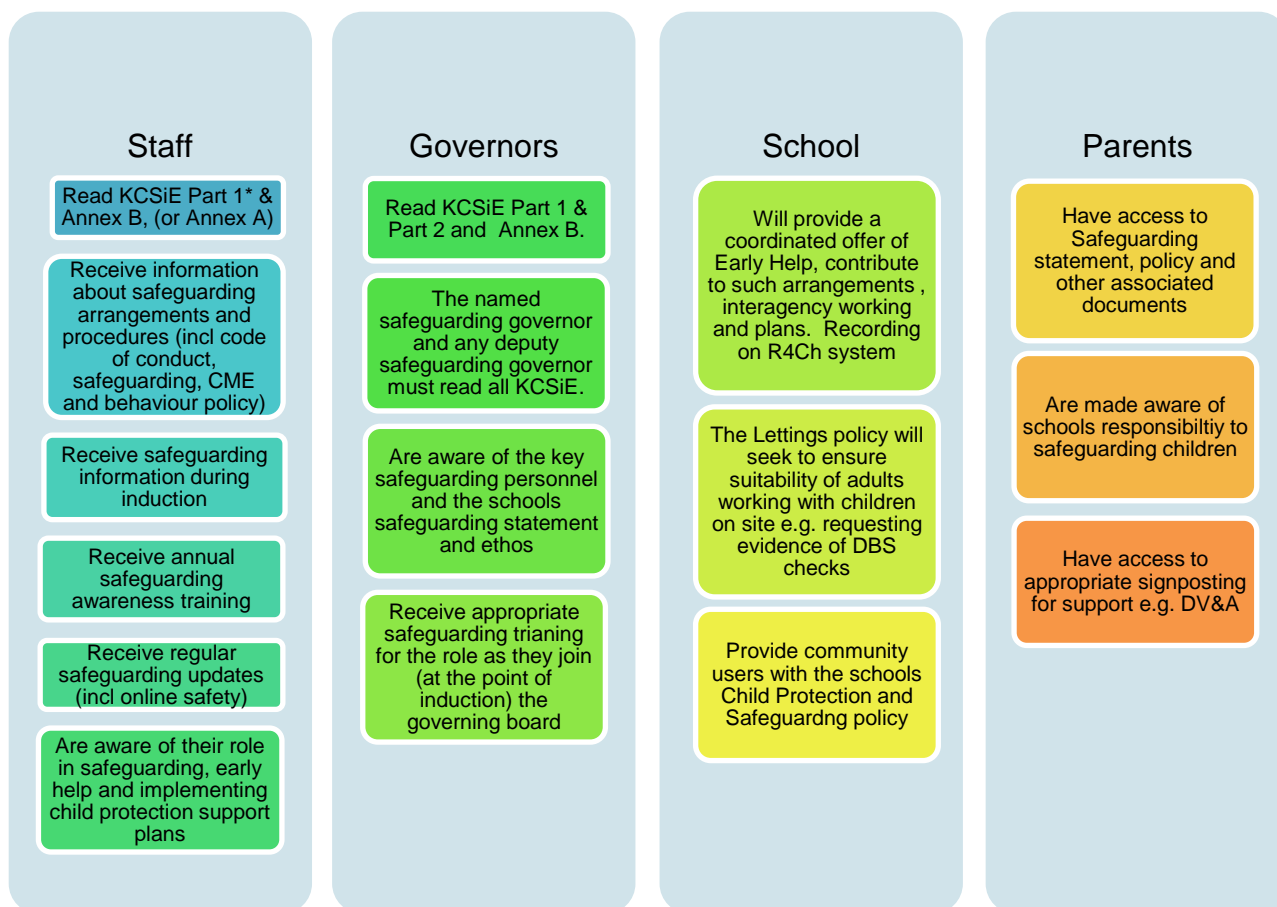 Staff
Read KCSiE Part 1* &
Annex B, (or Annex A)
Receive information
about safeguarding
arrangements and
procedures (incl code
of conduct,
safeguarding, CME
and behaviour policy)
Receive safeguarding
information during
induction
Receive annual
safeguarding
awareness training
Receive regular
safeguarding updates
(incl online safety)
Are aware of their role
in safeguarding, early
help and implementing
child protection support
plans
Governors
Read KCSiE Part 1 &
Part 2 and Annex B.
The named
safeguarding governor
and any deputy
safeguarding governor
must read all KCSiE.
Are aware of the key
safeguarding personnel
and the schools
safeguarding statement
and ethos
Receive appropriate
safeguarding trianing
for the role as they join
(at the point of
induction) the
governing board
School
Will provide a
coordinated offer of
Early Help, contribute
to such arrangements ,
interagency working
and plans. Recording
on R4Ch system
The Lettings policy will
seek to ensure
suitability of adults
working with children
on site e.g. requesting
evidence of DBS
checks
Provide community
users with the schools
Child Protection and
Safeguardng policy
Parents
Have access to
Safeguarding
statement, policy and
other associated
documents
Are made aware of
schools responsibiltiy to
safeguarding children
Have access to
appropriate signposting
for support e.g. DV&A